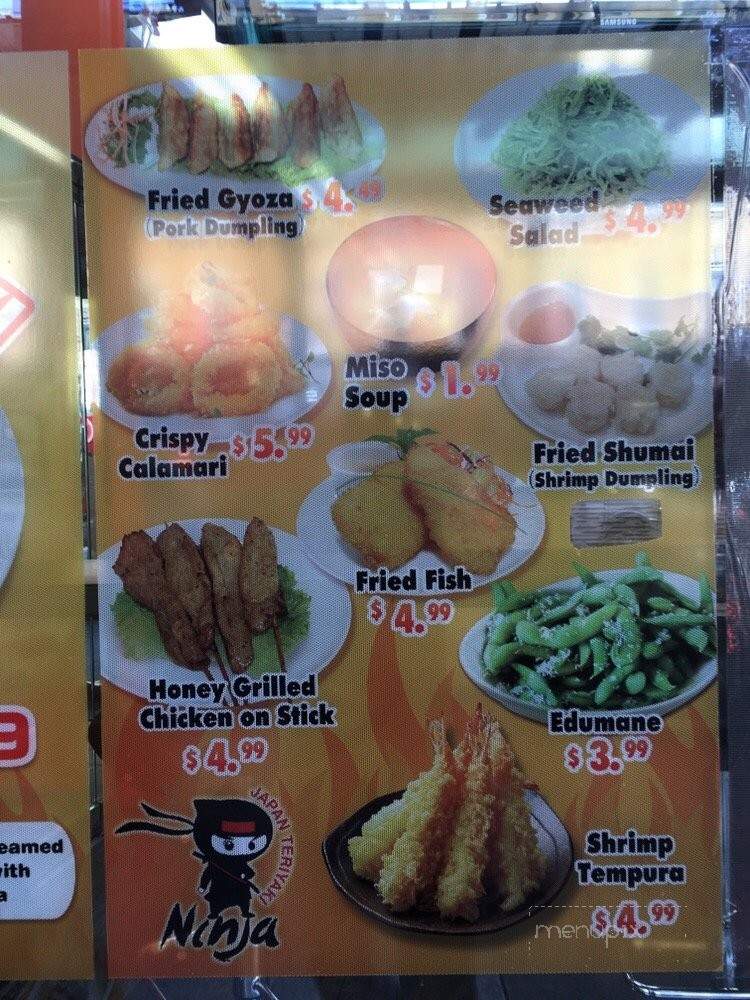 SAMSUNG
Fried Gyoza $4.49
(Pork Dumpling)
Seaweed
Salad $4.99
Miso
Soup $1.99
Crispy
Calamari $5.99
Fried Shumai
(Shrimp Dumpling)
Fried Fish
$4.99
Honey Grilled
Chicken on Stick
$4.99
Edumane
$3.99
JAPAN TERIYAKI
Ninja
Shrimp
Tempura
$4.99
9
eamed
with
a